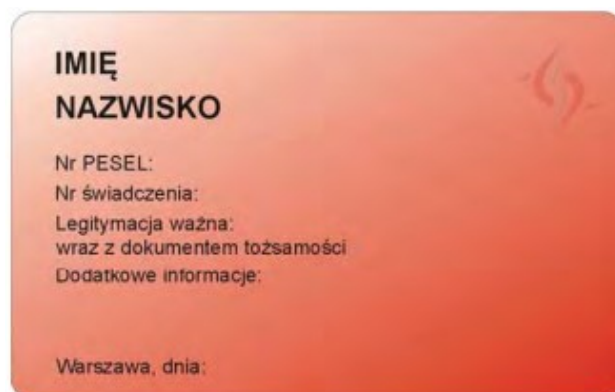 IMIĘ
NAZWISKO
Nr PESEL:
Nr świadczenia:
Legitymacja ważna:
wraz z dokumentem tożsamości
Dodatkowe informacje:
Warszawa, dnia: